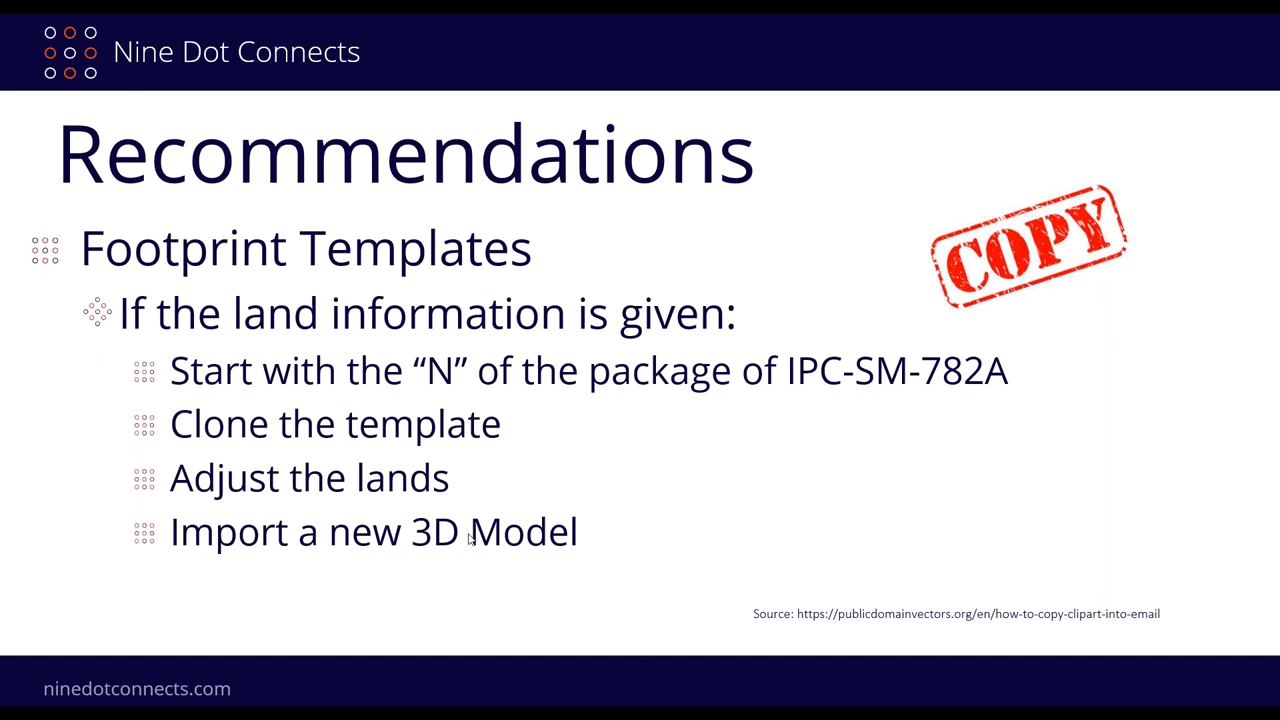 Nine Dot Connects
Recommendations
COPY
Footprint Templates
If the land information is given:
Start with the “N” of the package of IPC-SM-782A
Clone the template
Adjust the lands
Import a new 3D Model
Source: https://publicdomainvectors.org/en/how-to-copy-clipart-into-email
ninedotconnects.com